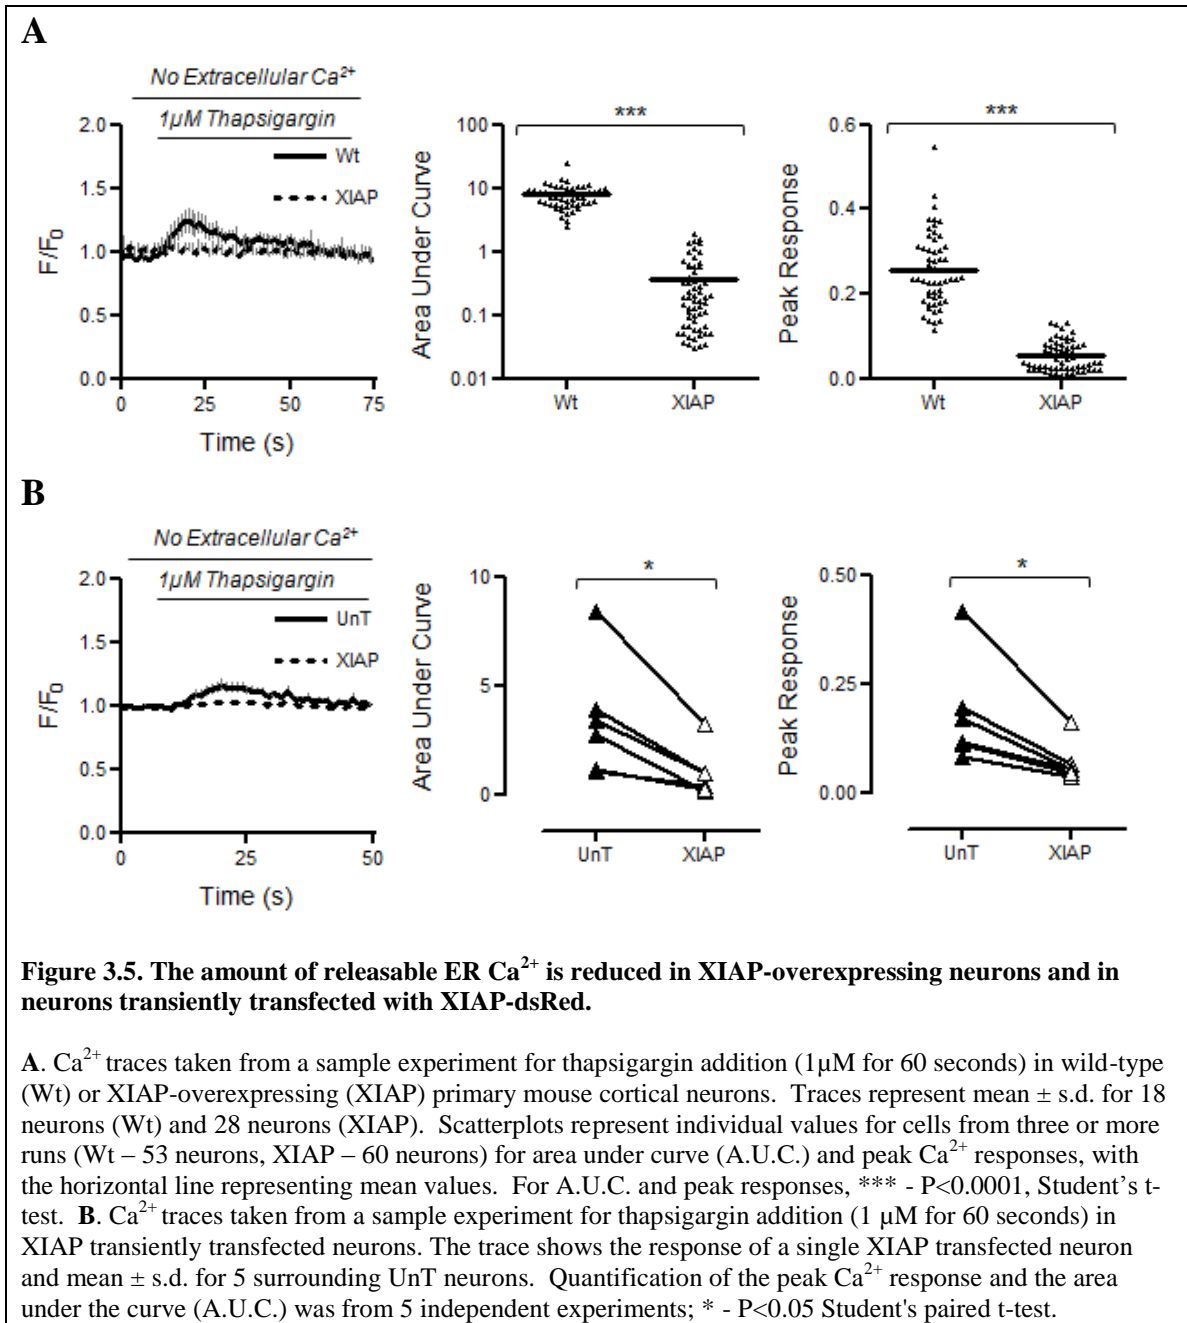 A
No Extracellular Ca²⁺
1µM Thapsigargin
Wt
XIAP
2.0
1.5
1.0
0.5
0.0
F/F₀
0 25 50 75
Time (s)
***
100
10
1
0.1
0.01
Area Under Curve
Wt XIAP
***
0.6
0.4
0.2
0.0
Peak Response
Wt XIAP
B
No Extracellular Ca²⁺
1µM Thapsigargin
UnT
XIAP
2.0
1.5
1.0
0.5
0.0
F/F₀
0 25 50
Time (s)
*
10
5
0
Area Under Curve
UnT XIAP
*
0.50
0.25
0.00
Peak Response
UnT XIAP
Figure 3.5. The amount of releasable ER Ca²⁺ is reduced in XIAP-overexpressing neurons and in
neurons transiently transfected with XIAP-dsRed.
A. Ca²⁺ traces taken from a sample experiment for thapsigargin addition (1µM for 60 seconds) in wild-type
(Wt) or XIAP-overexpressing (XIAP) primary mouse cortical neurons. Traces represent mean ± s.d. for 18
neurons (Wt) and 28 neurons (XIAP). Scatterplots represent individual values for cells from three or more
runs (Wt – 53 neurons, XIAP – 60 neurons) for area under curve (A.U.C.) and peak Ca²⁺ responses, with
the horizontal line representing mean values. For A.U.C. and peak responses, *** - P<0.0001, Student’s t-
test. B. Ca²⁺ traces taken from a sample experiment for thapsigargin addition (1 µM for 60 seconds) in
XIAP transiently transfected neurons. The trace shows the response of a single XIAP transfected neuron
and mean ± s.d. for 5 surrounding UnT neurons. Quantification of the peak Ca²⁺ response and the area
under the curve (A.U.C.) was from 5 independent experiments; * - P<0.05 Student's paired t-test.